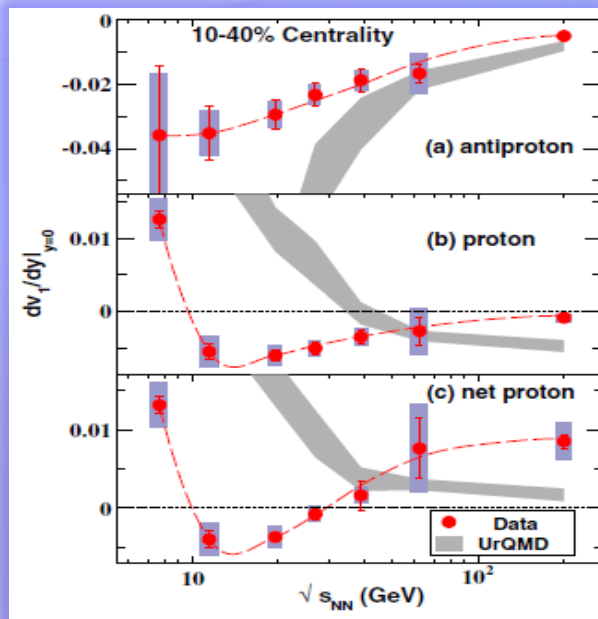 10-40% Centrality
0
-0.02
-0.04
(a) antiproton
0.01
0
(b) proton
dv₁/dy|y=0
(c) net proton
0.01
0
Data
UrQMD
10
10²
√ sNN (GeV)